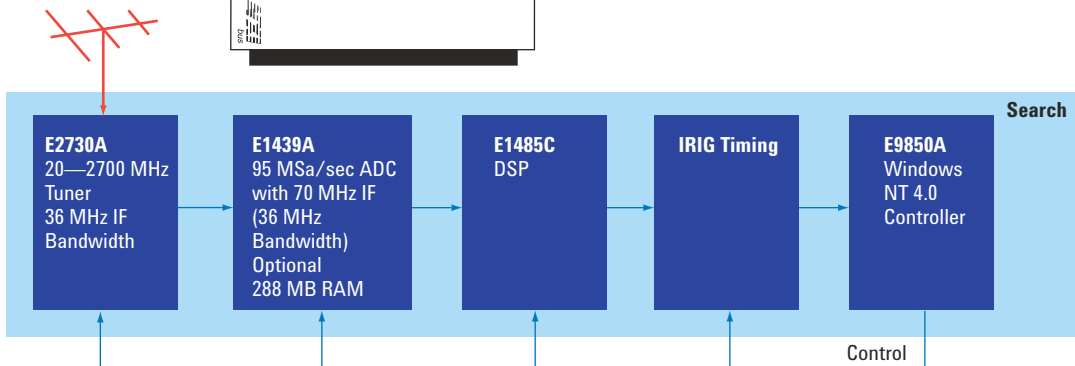 bus
Search
E2730A
20—2700 MHz
Tuner
36 MHz IF
Bandwidth
E1439A
95 MSa/sec ADC
with 70 MHz IF
(36 MHz
Bandwidth)
Optional
288 MB RAM
E1485C
DSP
IRIG Timing
E9850A
Windows
NT 4.0
Controller
Control